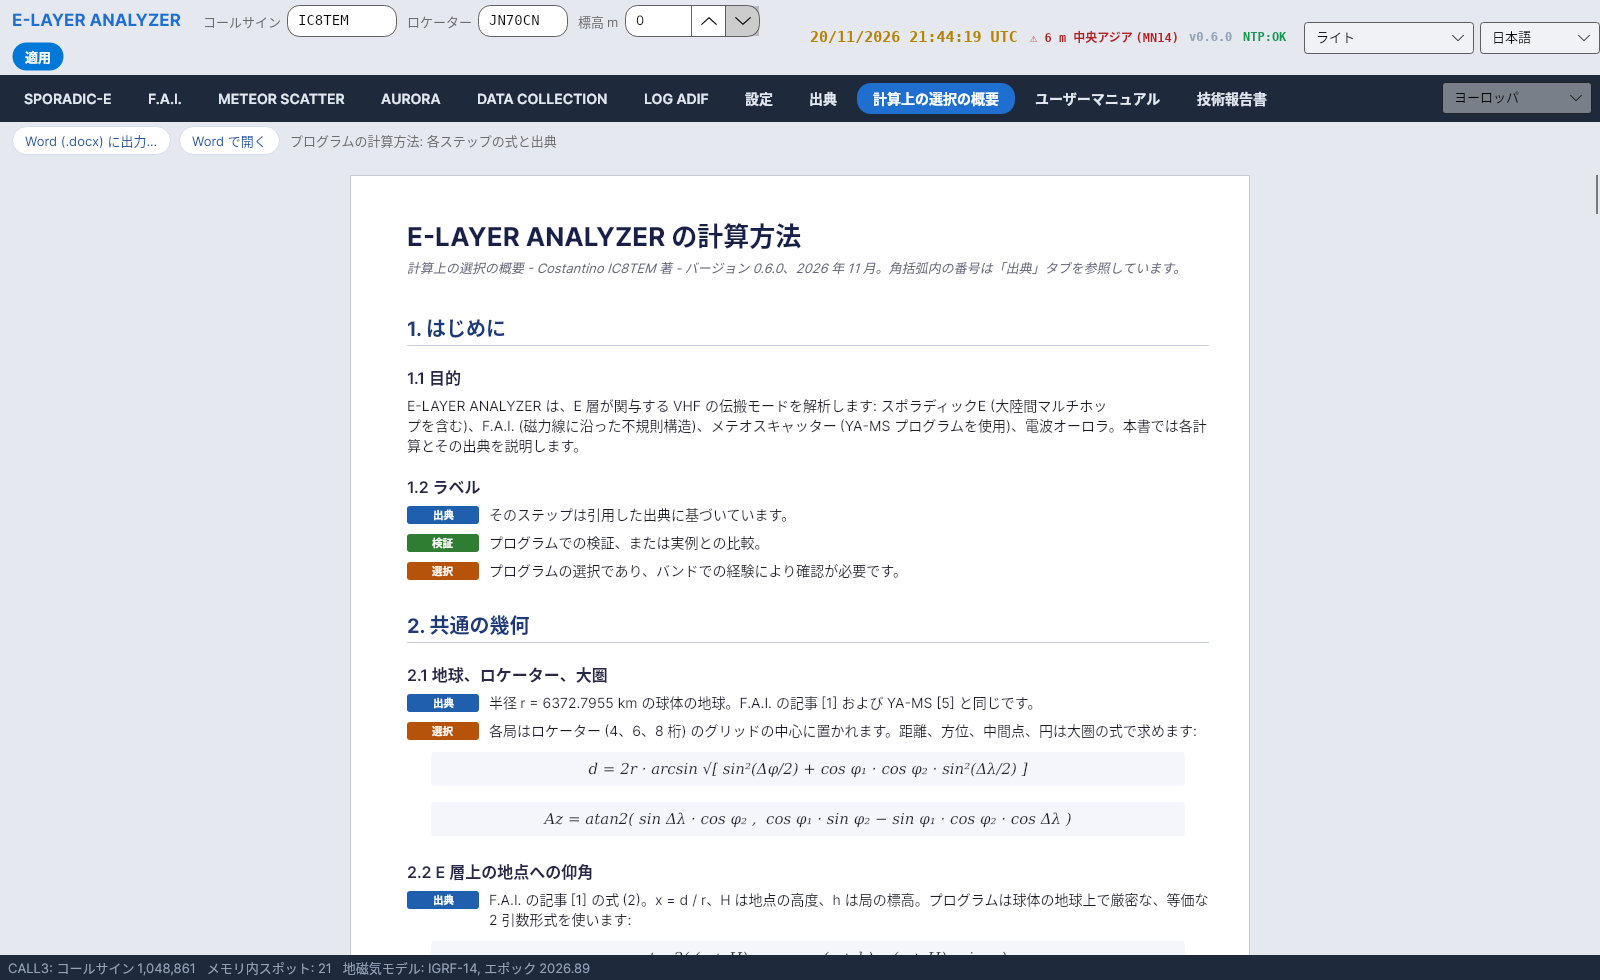 E-LAYER ANALYZER コールサイン IC8TEM ロケーター JN70CN 標高 m 0
20/11/2026 21:44:19 UTC ⚠ 6 m 中央アジア (MN14) v0.6.0 NTP:OK ライト 日本語
適用
SPORADIC-E F.A.I. METEOR SCATTER AURORA DATA COLLECTION LOG ADIF 設定 出典 計算上の選択の概要 ユーザーマニュアル 技術報告書 ヨーロッパ
Word (.docx) に出力... Word で開く プログラムの計算方法: 各ステップの式と出典
E-LAYER ANALYZER の計算方法
計算上の選択の概要 - Costantino IC8TEM 著 - バージョン 0.6.0、2026 年 11 月。角括弧内の番号は「出典」タブを参照しています。
1. はじめに
1.1 目的
E-LAYER ANALYZER は、E 層が関与する VHF の伝搬モードを解析します: スポラディックE (大陸間マルチホッ
プを含む)、F.A.I. (磁力線に沿った不規則構造)、メテオスキャッター (YA-MS プログラムを使用)、電波オーロラ。本書では各計
算とその出典を説明します。
1.2 ラベル
出典 そのステップは引用した出典に基づいています。
検証 プログラムでの検証、または実例との比較。
選択 プログラムの選択であり、バンドでの経験により確認が必要です。
2. 共通の幾何
2.1 地球、ロケーター、大圏
出典 半径 r = 6372.7955 km の球体の地球。F.A.I. の記事 [1] および YA-MS [5] と同じです。
選択 各局はロケーター (4、6、8 桁) のグリッドの中心に置かれます。距離、方位、中間点、円は大圏の式で求めます:
d = 2r · arcsin √[ sin²(Δφ/2) + cos φ₁ · cos φ₂ · sin²(Δλ/2) ]
Az = atan2( sin Δλ · cos φ₂ , cos φ₁ · sin φ₂ − sin φ₁ · cos φ₂ · cos Δλ )
2.2 E 層上の地点への仰角
出典 F.A.I. の記事 [1] の式 (2)。x = d / r、H は地点の高度、h は局の標高。プログラムは球体の地球上で厳密な、等価な
2 引数形式を使います:
CALL3: コールサイン 1,048,861 メモリ内スポット: 21 地磁気モデル: IGRF-14, エポック 2026.89